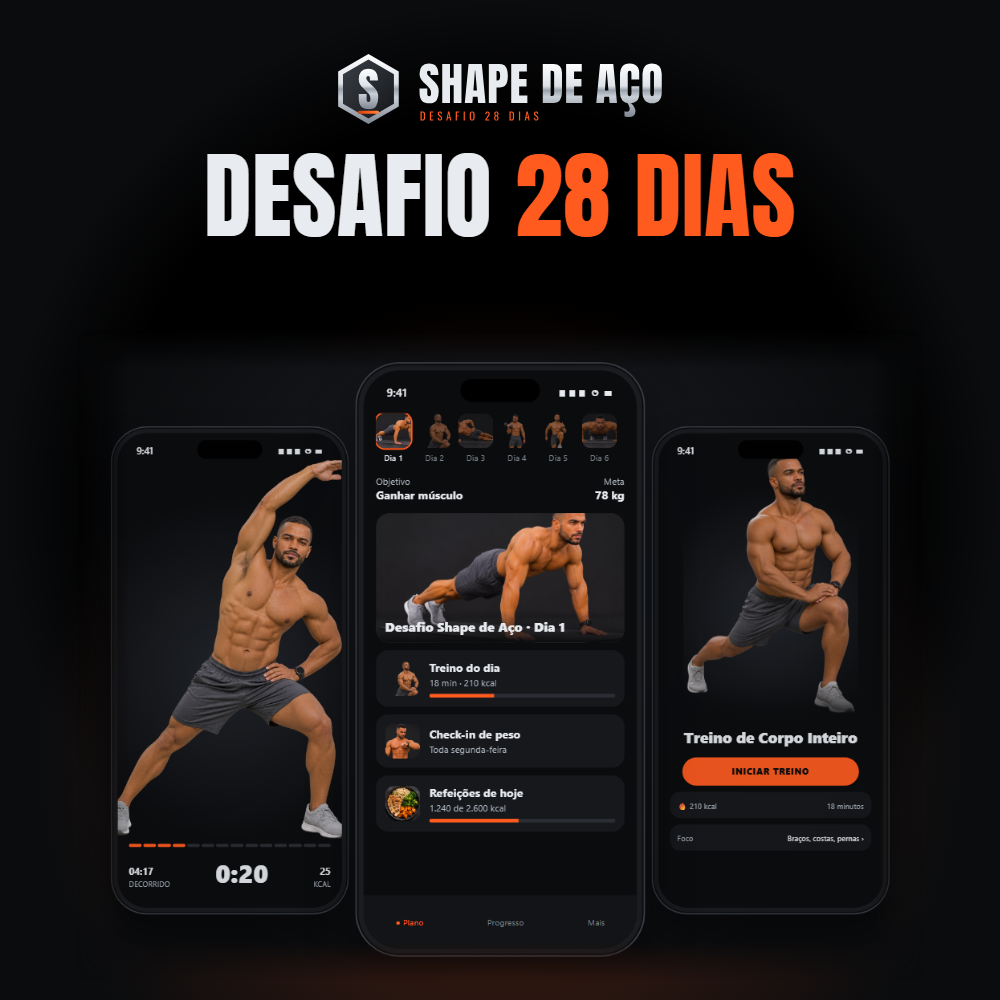 S
SHAPE DE AÇO
DESAFIO 28 DIAS
DESAFIO 28 DIAS
9:41
04:17
DECORRIDO
0:20
25
KCAL
9:41
Dia 1
Dia 2
Dia 3
Dia 4
Dia 5
Dia 6
Objetivo
Meta
Ganhar músculo
78 kg
Desafio Shape de Aço · Dia 1
Treino do dia
18 min · 210 kcal
Check-in de peso
Toda segunda-feira
Refeições de hoje
1.240 de 2.600 kcal
Plano
Progresso
Mais
9:41
Treino de Corpo Inteiro
INICIAR TREINO
210 kcal
18 minutos
Foco
Braços, costas, pernas ›